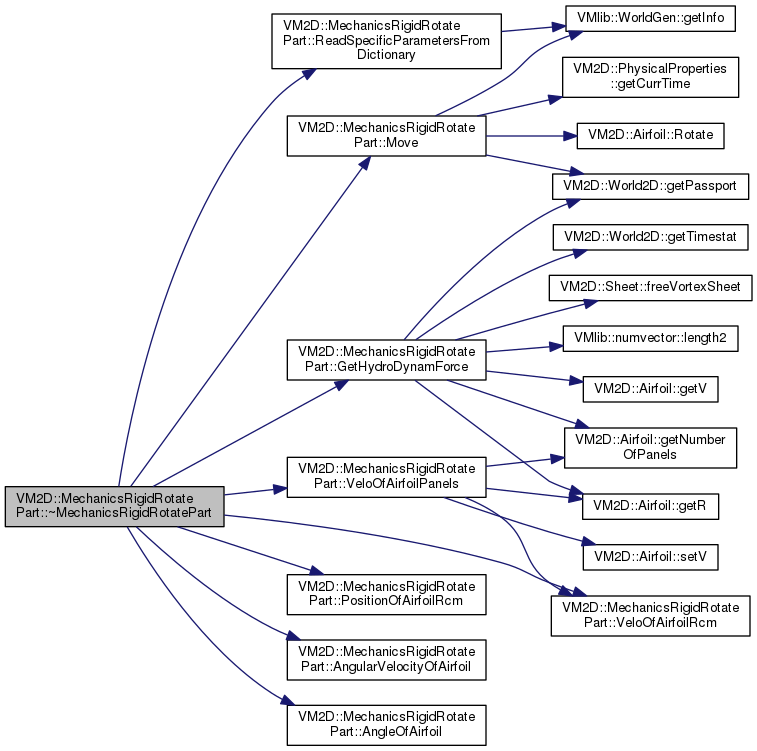 VM2D::MechanicsRigidRotate
Part::~MechanicsRigidRotatePart
VM2D::MechanicsRigidRotate
Part::ReadSpecificParametersFrom
Dictionary
VM2D::MechanicsRigidRotate
Part::Move
VM2D::MechanicsRigidRotate
Part::GetHydroDynamForce
VM2D::MechanicsRigidRotate
Part::VeloOfAirfoilPanels
VM2D::MechanicsRigidRotate
Part::PositionOfAirfoilRcm
VM2D::MechanicsRigidRotate
Part::AngularVelocityOfAirfoil
VM2D::MechanicsRigidRotate
Part::AngleOfAirfoil
VMlib::WorldGen::getInfo
VM2D::PhysicalProperties
::getCurrTime
VM2D::Airfoil::Rotate
VM2D::World2D::getPassport
VM2D::World2D::getTimestat
VM2D::Sheet::freeVortexSheet
VMlib::numvector::length2
VM2D::Airfoil::getV
VM2D::Airfoil::getNumber
OfPanels
VM2D::Airfoil::getR
VM2D::Airfoil::setV
VM2D::MechanicsRigidRotate
Part::VeloOfAirfoilRcm